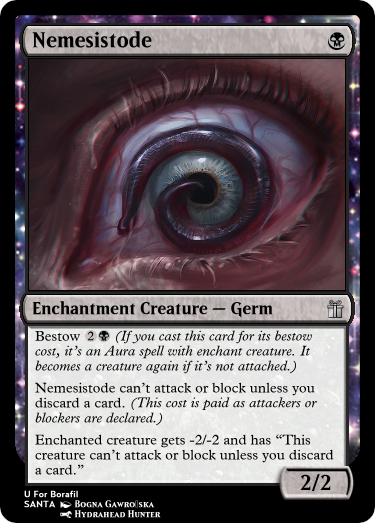 Nemesistode
Enchantment Creature — Germ
Bestow 2 (If you cast this card for its bestow
cost, it's an Aura spell with enchant creature. It
becomes a creature again if it's not attached.)
Nemesistode can't attack or block unless you
discard a card. (This cost is paid as attackers or
blockers are declared.)
Enchanted creature gets -2/-2 and has “This
creature can't attack or block unless you discard
a card.”
2/2
U For Borafil
SANTA Bogna Gawro▯ska
Hydrahead Hunter